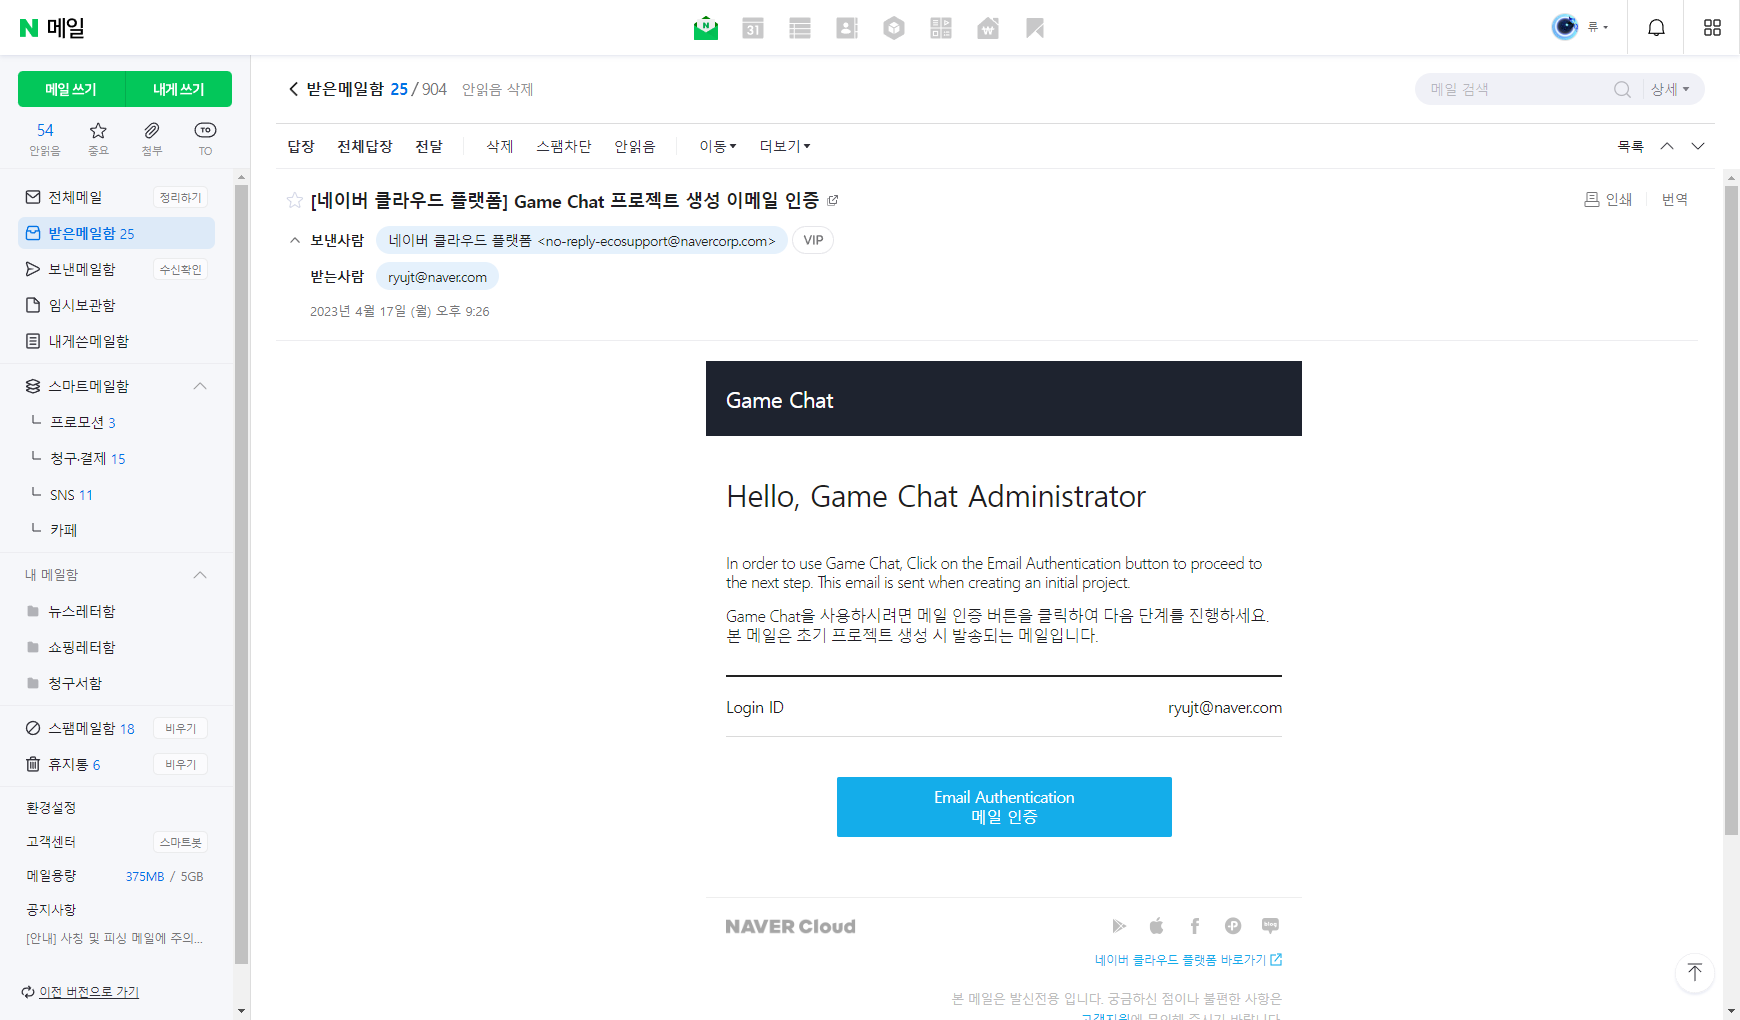 N 메일
31
류
메일 쓰기
내게 쓰기
54
안읽음
중요
첨부
TO
TO
전체메일
정리하기
받은메일함 25
보낸메일함
수신확인
임시보관함
내게쓴메일함
스마트메일함
프로모션 3
청구·결제 15
SNS 11
카페
내 메일함
뉴스레터함
쇼핑레터함
청구서함
스팸메일함 18
비우기
휴지통 6
비우기
환경설정
고객센터
스마트봇
메일용량
375MB / 5GB
공지사항
[안내] 사칭 및 피싱 메일에 주의...
이전 버전으로 가기
받은메일함 25 / 904 안읽음 삭제
메일 검색
상세
답장 전체답장 전달 삭제 스팸차단 안읽음 이동 더보기
목록
[네이버 클라우드 플랫폼] Game Chat 프로젝트 생성 이메일 인증
인쇄 번역
보낸사람 네이버 클라우드 플랫폼 <no-reply-ecosupport@navercorp.com> VIP
받는사람 ryujt@naver.com
2023년 4월 17일 (월) 오후 9:26
Game Chat
Hello, Game Chat Administrator
In order to use Game Chat, Click on the Email Authentication button to proceed to
the next step. This email is sent when creating an initial project.
Game Chat을 사용하시려면 메일 인증 버튼을 클릭하여 다음 단계를 진행하세요.
본 메일은 초기 프로젝트 생성 시 발송되는 메일입니다.
Login ID ryujt@naver.com
Email Authentication
메일 인증
NAVER Cloud
blog
네이버 클라우드 플랫폼 바로가기
본 메일은 발신전용 입니다. 궁금하신 점이나 불편한 사항은
고객지원에 문의해 주시기 바랍니다.